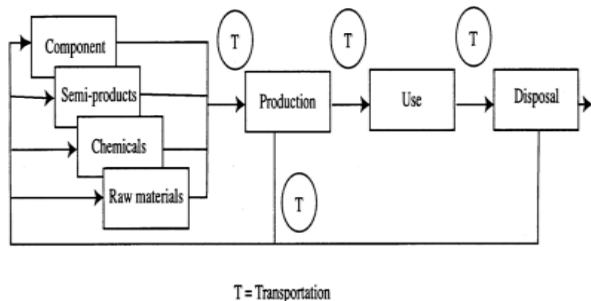 T
T
T
Component
Semi-products
Chemicals
Raw materials
Production
Use
Disposal
T
T = Transportation